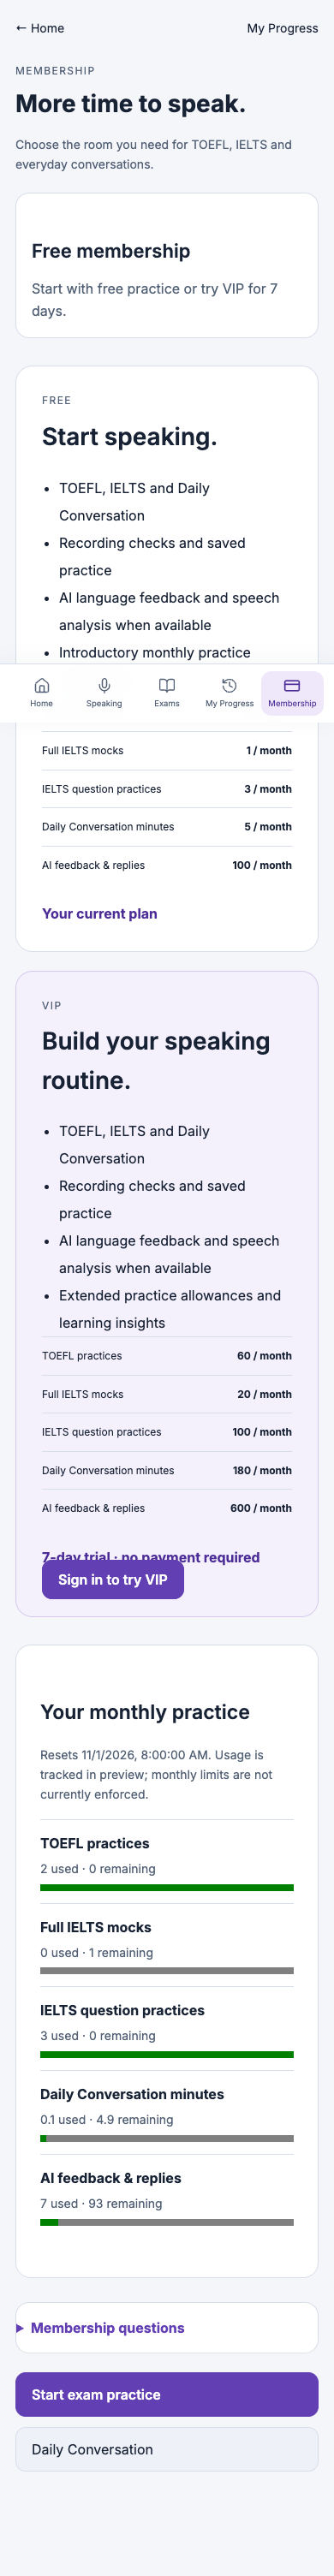 ← Home
My Progress
MEMBERSHIP
More time to speak.
Choose the room you need for TOEFL, IELTS and
everyday conversations.
Free membership
Start with free practice or try VIP for 7
days.
FREE
Start speaking.
• TOEFL, IELTS and Daily
Conversation
• Recording checks and saved
practice
• AI language feedback and speech
analysis when available
• Introductory monthly practice
Home
Speaking
Exams
My Progress
Membership
Full IELTS mocks 1 / month
IELTS question practices 3 / month
Daily Conversation minutes 5 / month
AI feedback & replies 100 / month
Your current plan
VIP
Build your speaking
routine.
• TOEFL, IELTS and Daily
Conversation
• Recording checks and saved
practice
• AI language feedback and speech
analysis when available
• Extended practice allowances and
learning insights
TOEFL practices 60 / month
Full IELTS mocks 20 / month
IELTS question practices 100 / month
Daily Conversation minutes 180 / month
AI feedback & replies 600 / month
7-day trial · no payment required
Sign in to try VIP
Your monthly practice
Resets 11/1/2026, 8:00:00 AM. Usage is
tracked in preview; monthly limits are not
currently enforced.
TOEFL practices
2 used · 0 remaining
Full IELTS mocks
0 used · 1 remaining
IELTS question practices
3 used · 0 remaining
Daily Conversation minutes
0.1 used · 4.9 remaining
AI feedback & replies
7 used · 93 remaining
Membership questions
Start exam practice
Daily Conversation